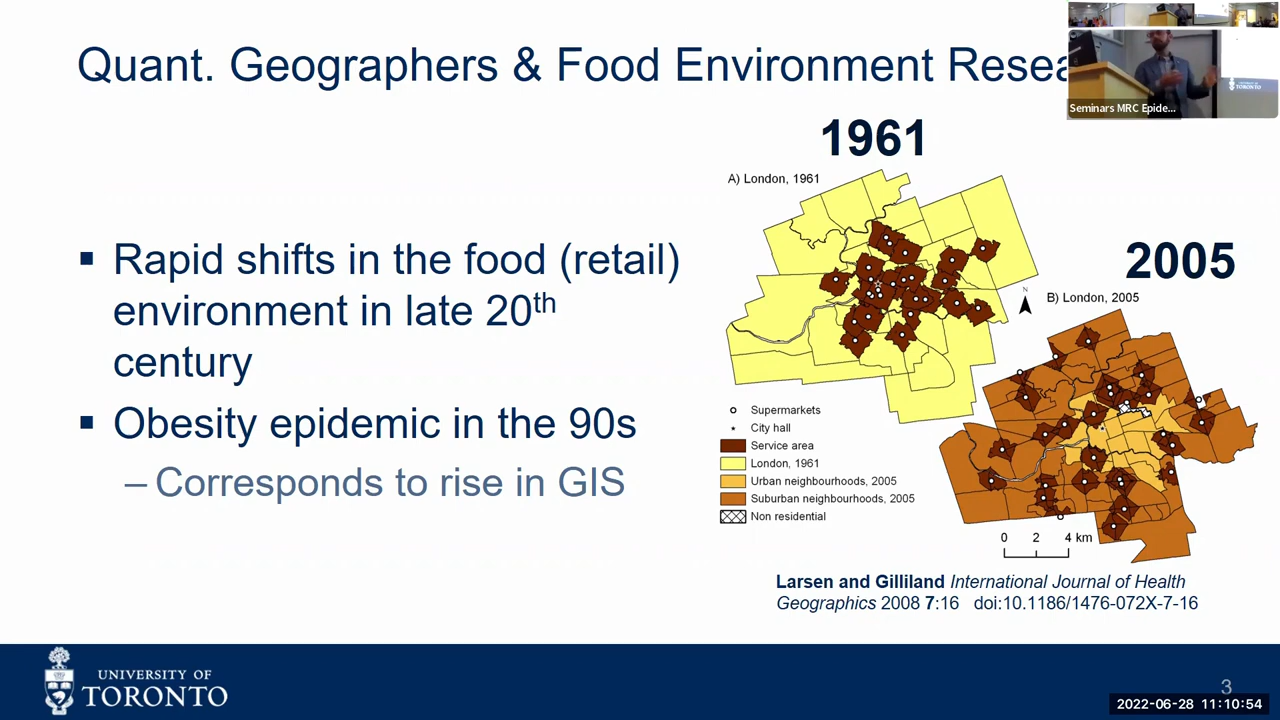 Quant. Geographers & Food Environment Resea
Seminars MRC Epide...
UNIVERSITY OF
TORONTO
1961
A) London, 1961
2005
N
B) London, 2005
▪ Rapid shifts in the food (retail)
environment in late 20th
century
▪ Obesity epidemic in the 90s
– Corresponds to rise in GIS
Supermarkets
City hall
Service area
London, 1961
Urban neighbourhoods, 2005
Suburban neighbourhoods, 2005
Non residential
0 2 4 km
Larsen and Gilliland International Journal of Health
Geographics 2008 7:16 doi:10.1186/1476-072X-7-16
UNIVERSITY OF
TORONTO
3
2022-06-28 11:10:54